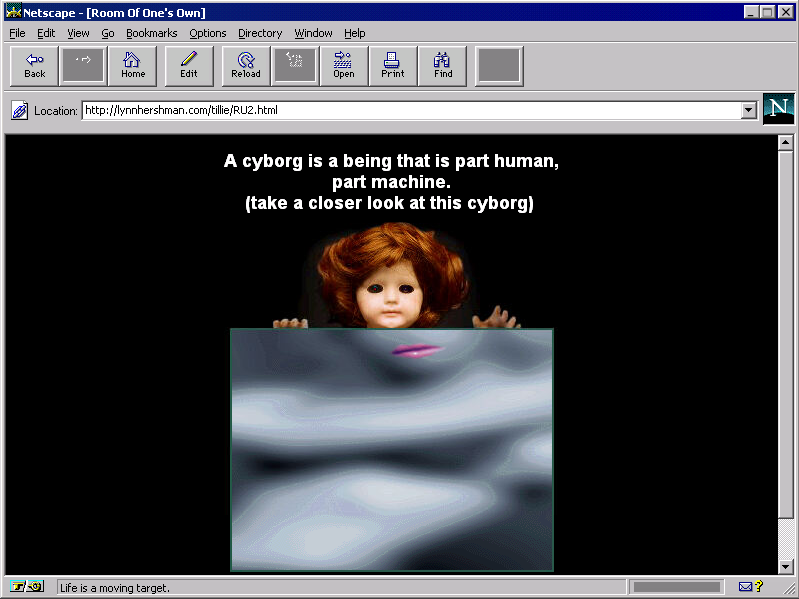 Netscape - [Room Of One's Own]
File Edit View Go Bookmarks Options Directory Window Help
Back Home Edit Reload Open Print Find
Location: http://lynnhershman.com/tillie/RU2.html
N
A cyborg is a being that is part human,
part machine.
(take a closer look at this cyborg)
Life is a moving target.
?